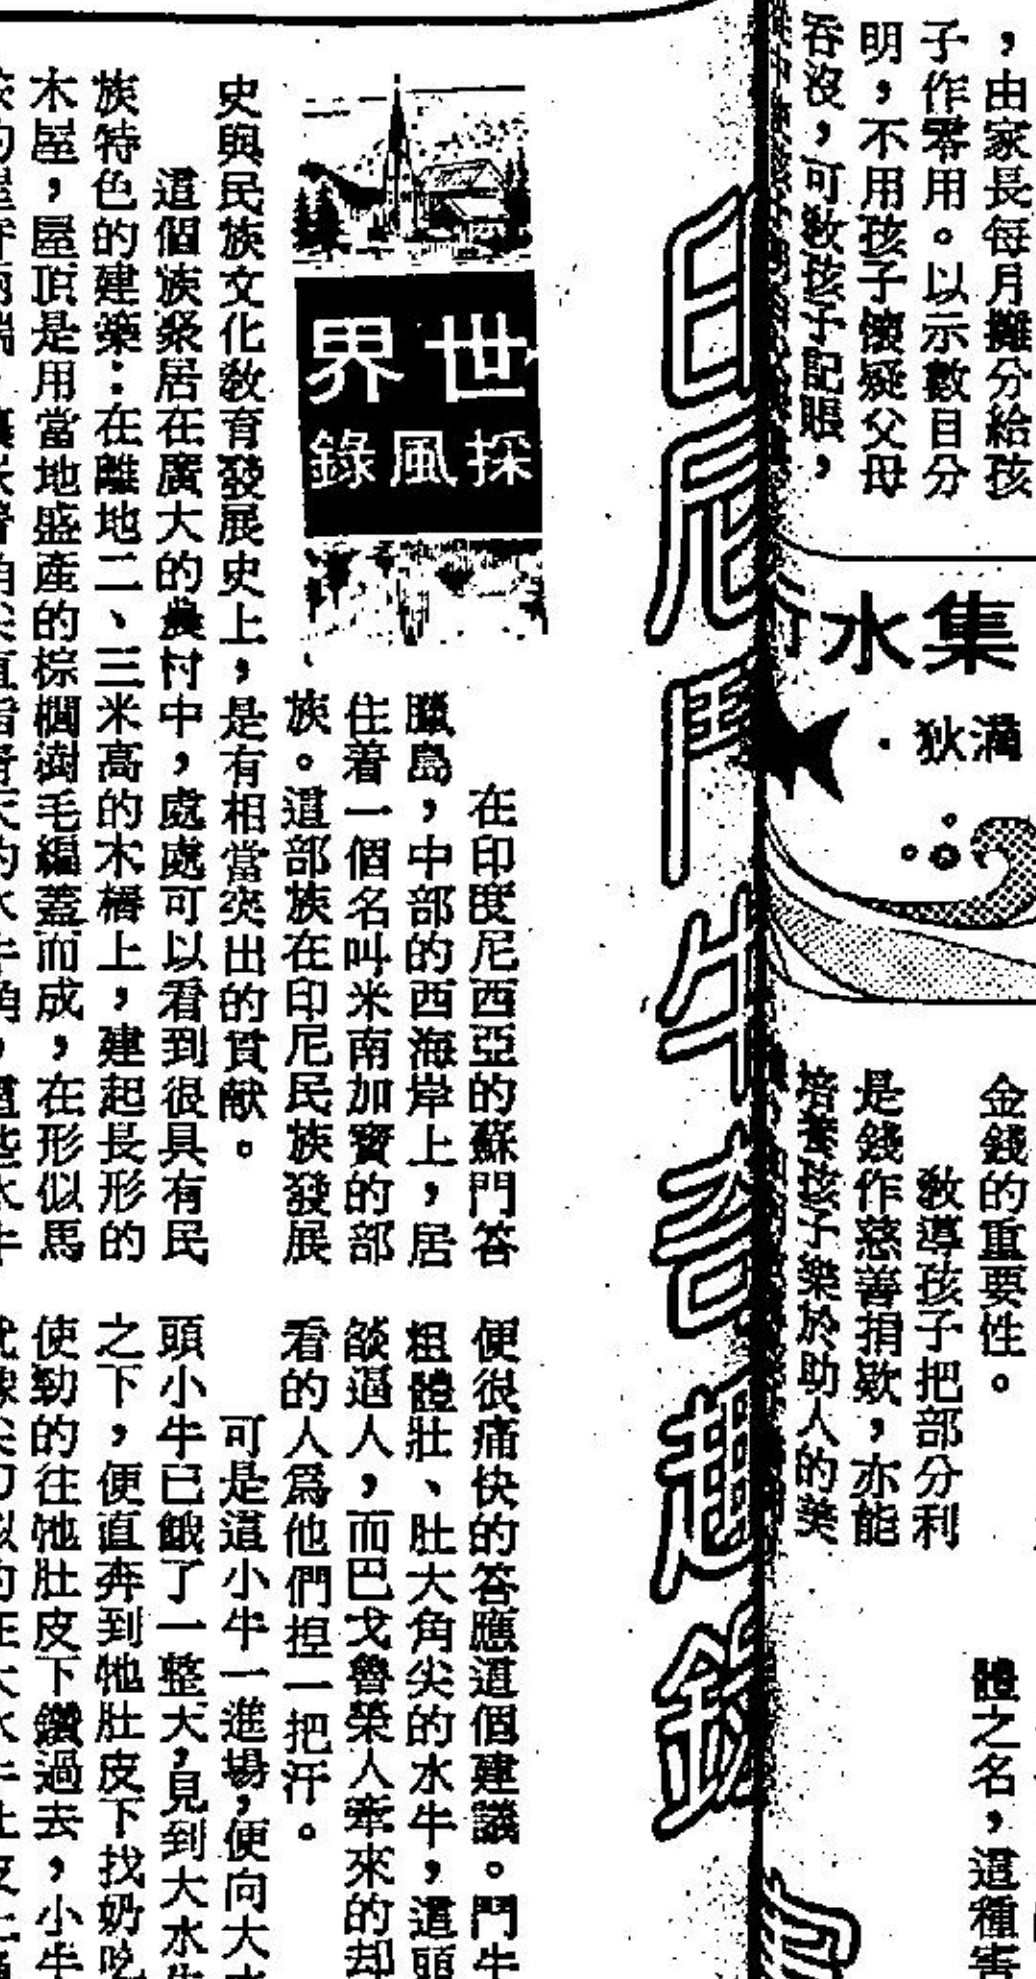 ，由家長每月攤分給孩
子作零用。以示數目分
明，不用孩子懷疑父母
吞沒，可教孩子記賬，
集水
滿狄
金錢的重要性。
教導孩子把部分利
是錢作慈善捐欵，亦能
培養孩子樂於助人的美
體之名，這種害
印尼鬥牛奇趣錄
世界
採風錄
在印度尼西亞的蘇門答
臘島，中部的西海岸上，居
住着一個名叫米南加寶的部
族。這部族在印尼民族發展
史與民族文化敎育發展史上，是有相當突出的貢献。
這個族衆居在廣大的農村中，處處可以看到很具有民
族特色的建築：在離地二、三米高的木樁上，建起長形的
木屋，屋頂是用當地盛產的棕櫚樹毛編蓋而成，在形似馬
便很痛快的答應這個建議。鬥牛
粗體壯、肚大角尖的水牛，這頭
燄逼人，而巴戈魯榮人牽來的却
看的人爲他們捏一把汗。
可是這小牛一進場，便向大水
頭小牛已餓了一整天，見到大水牛
之下，便直奔到牠肚皮下找奶吃
使勁的往牠肚皮下鑽過去，小牛